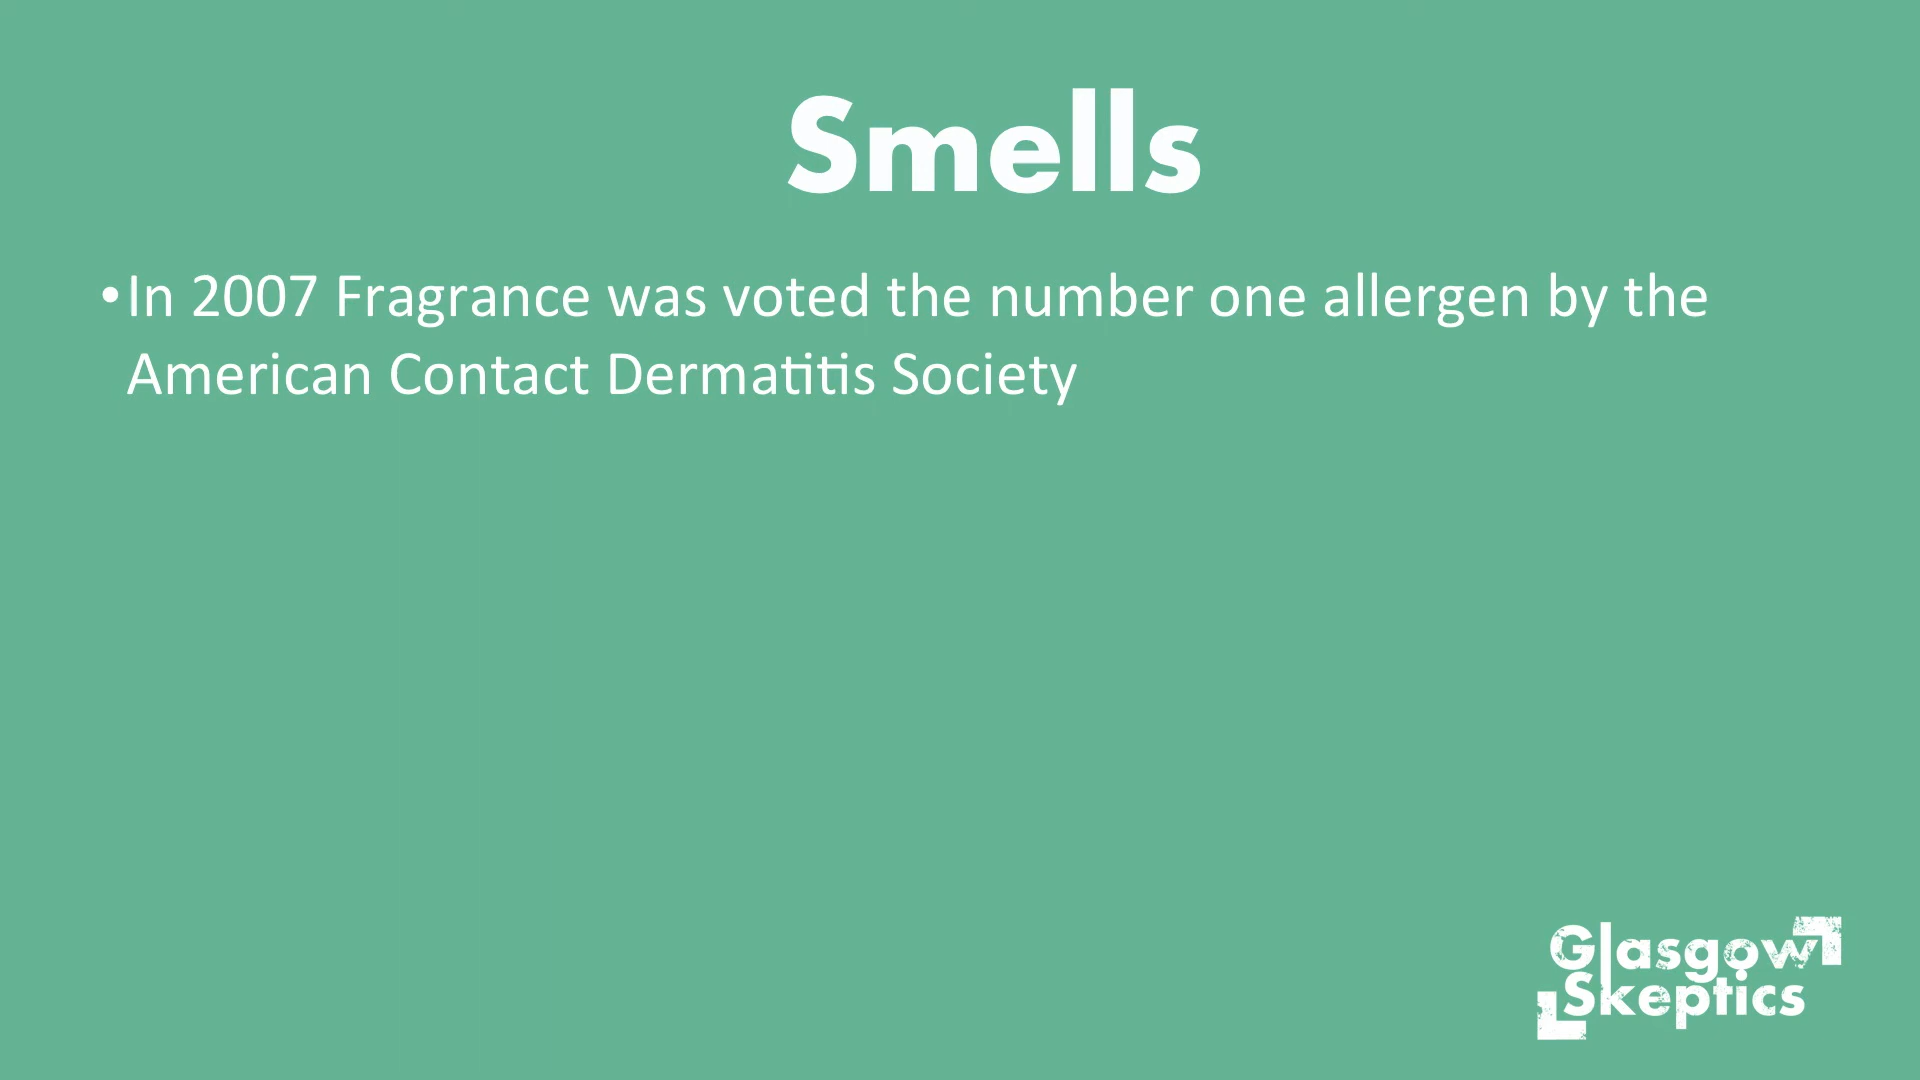 Smells
•In 2007 Fragrance was voted the number one allergen by the
American Contact Dermatitis Society
Glasgow
Skeptics